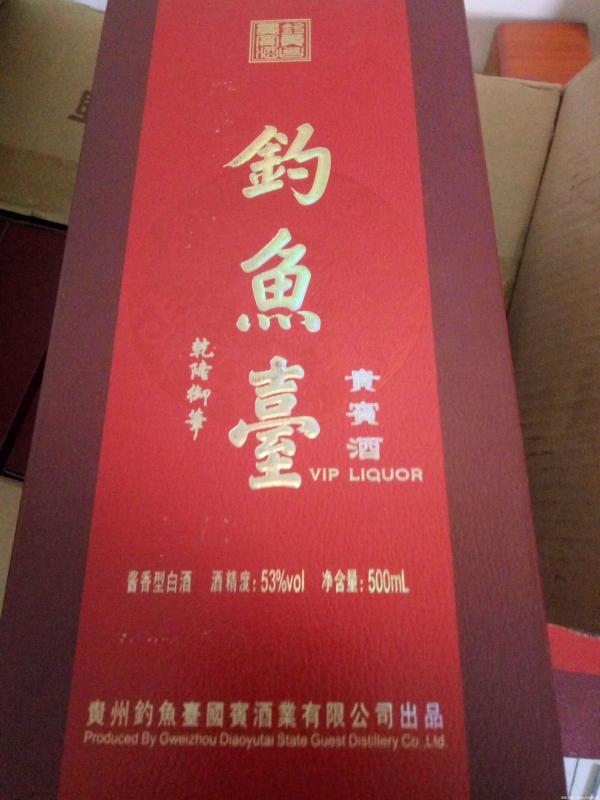 釣魚臺
乾隆御筆
貴賓酒
VIP LIQUOR
酱香型白酒 酒精度:53%vol 净含量:500mL
貴州釣魚臺國賓酒業有限公司出品
Produced By Gweizhou Diaoyutai State Guest Distillery Co.,Ltd.